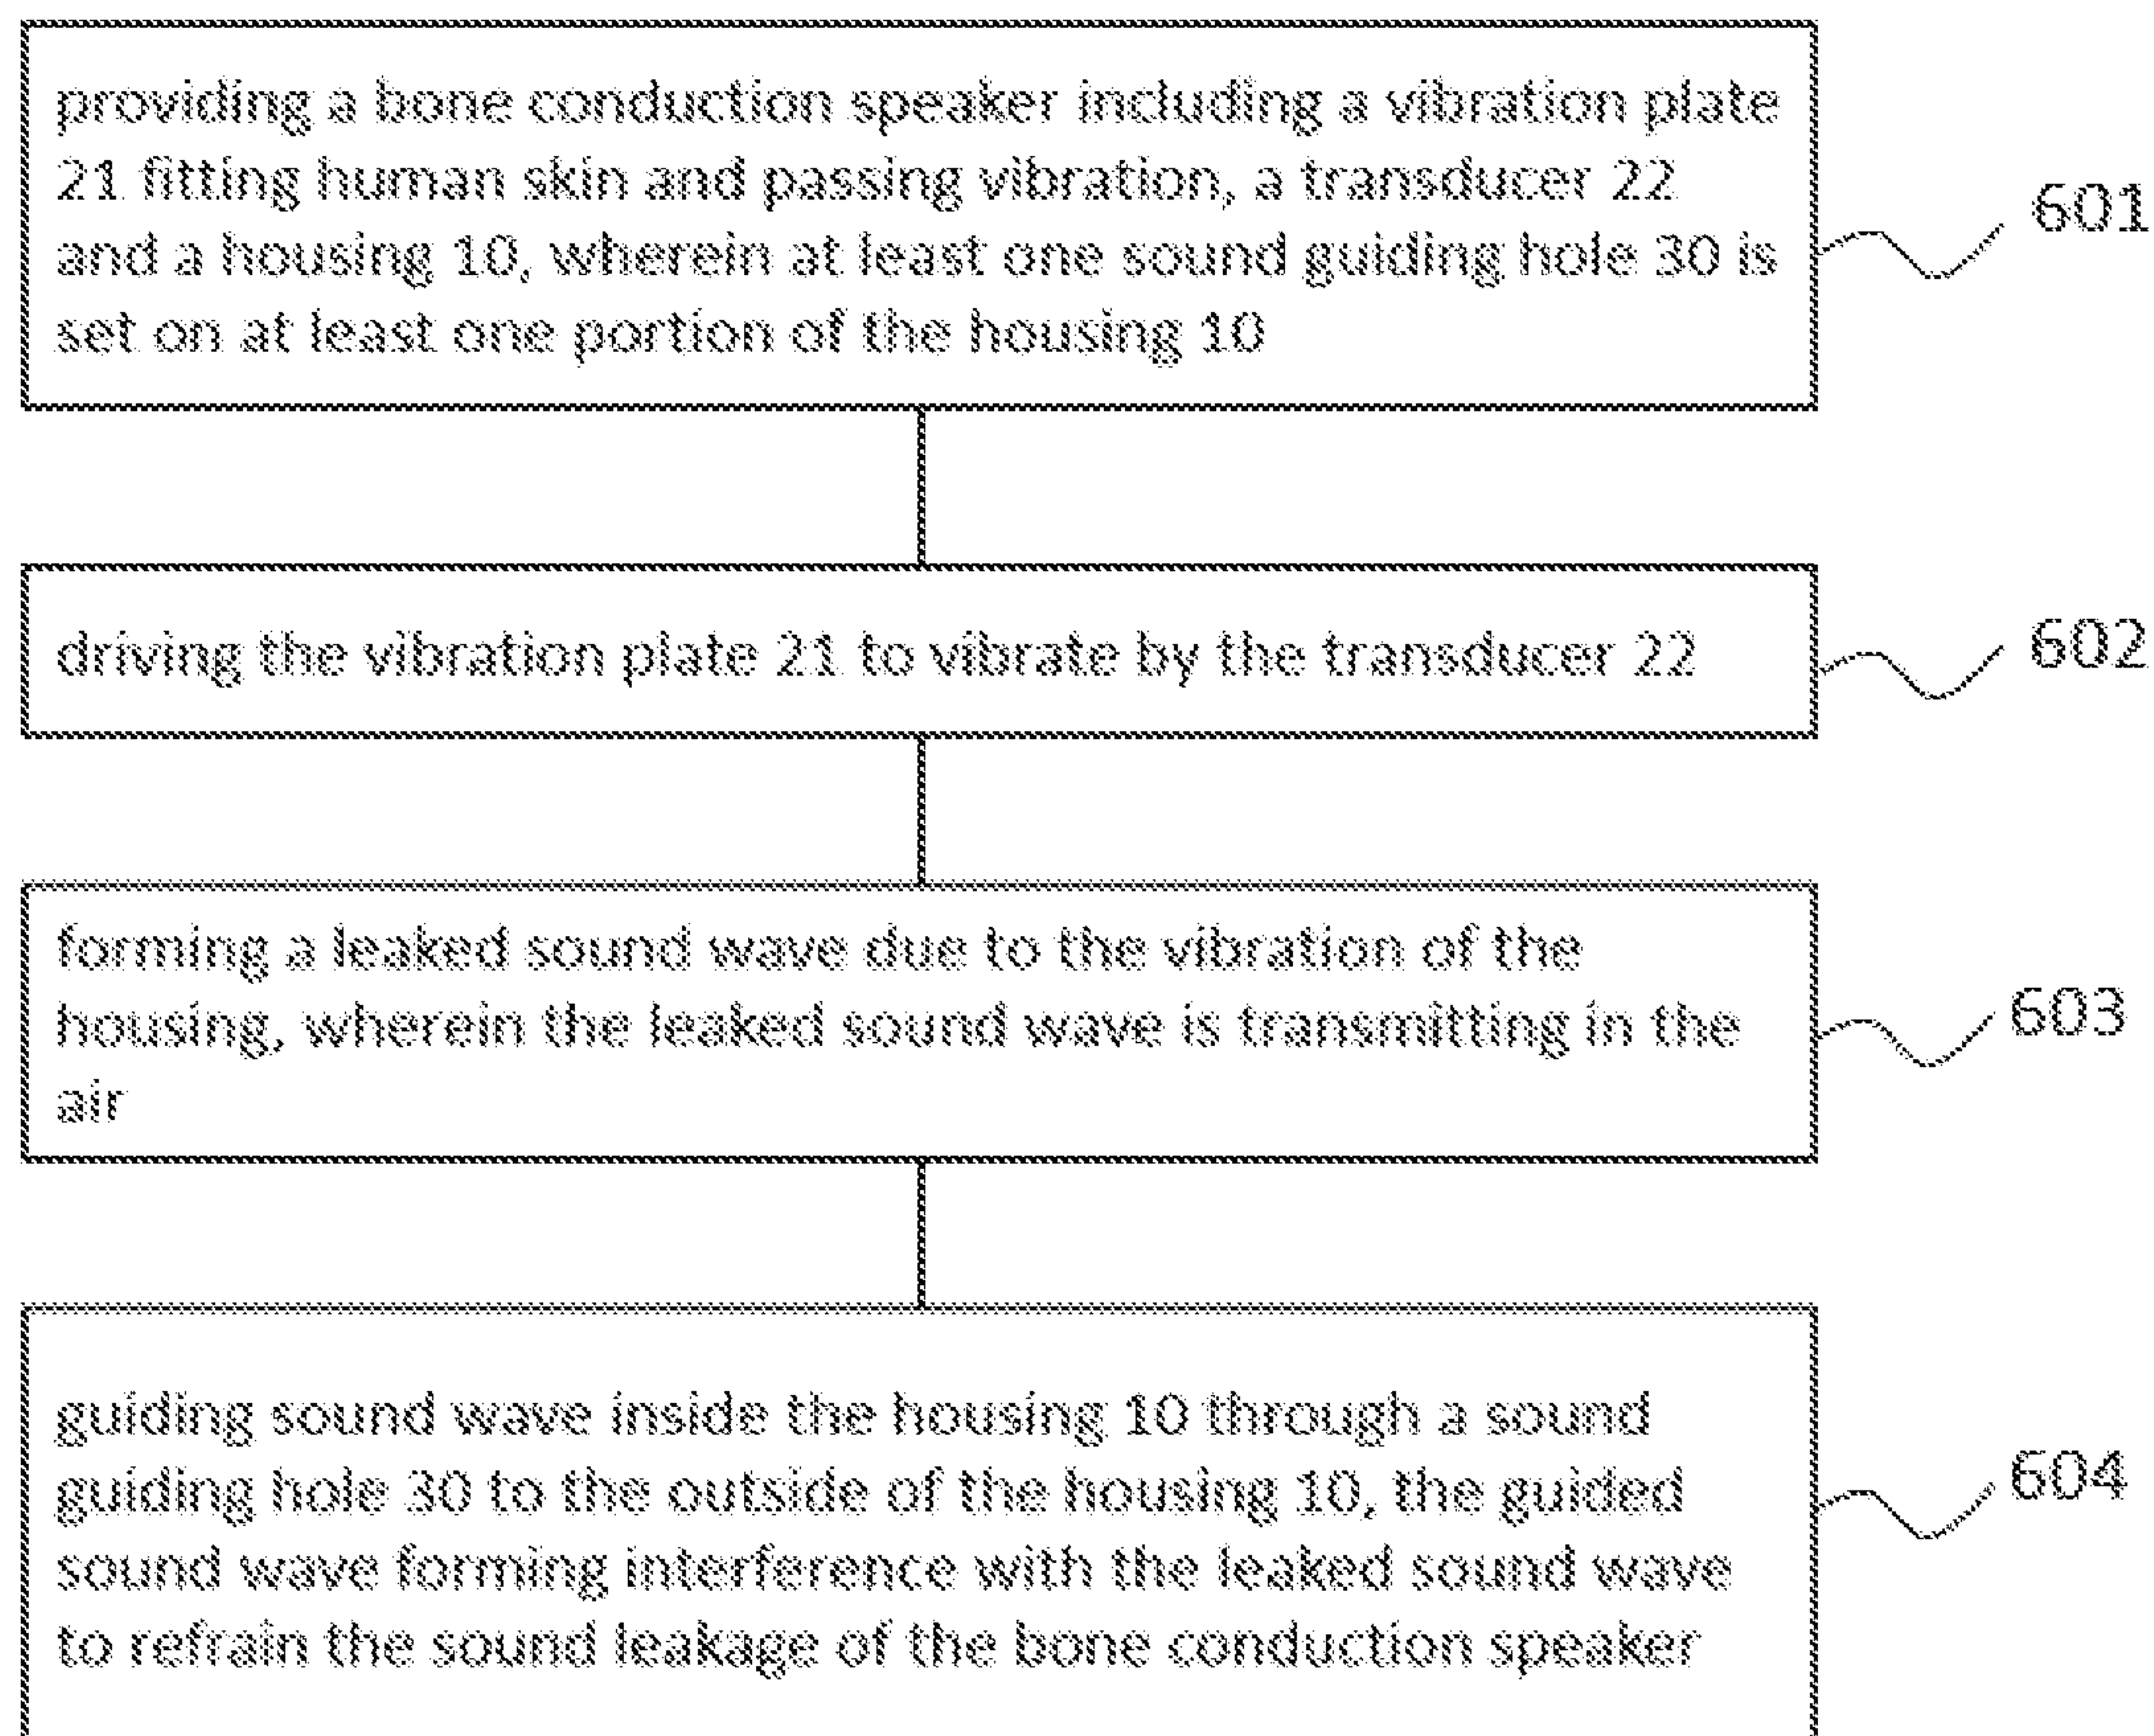 providing a bone conduction speaker including a vibration plate
21 fitting human skin and passing vibration, a transducer 22
and a housing 10, wherein at least one sound guiding hole 30 is
set on at least one portion of the housing 10
601
driving the vibration plate 21 to vibrate by the transducer 22
602
forming a leaked sound wave due to the vibration of the
housing, wherein the leaked sound wave is transmitting in the
air
603
guiding sound wave inside the housing 10 through a sound
guiding hole 30 to the outside of the housing 10, the guided
sound wave forming interference with the leaked sound wave
to refrain the sound leakage of the bone conduction speaker
604